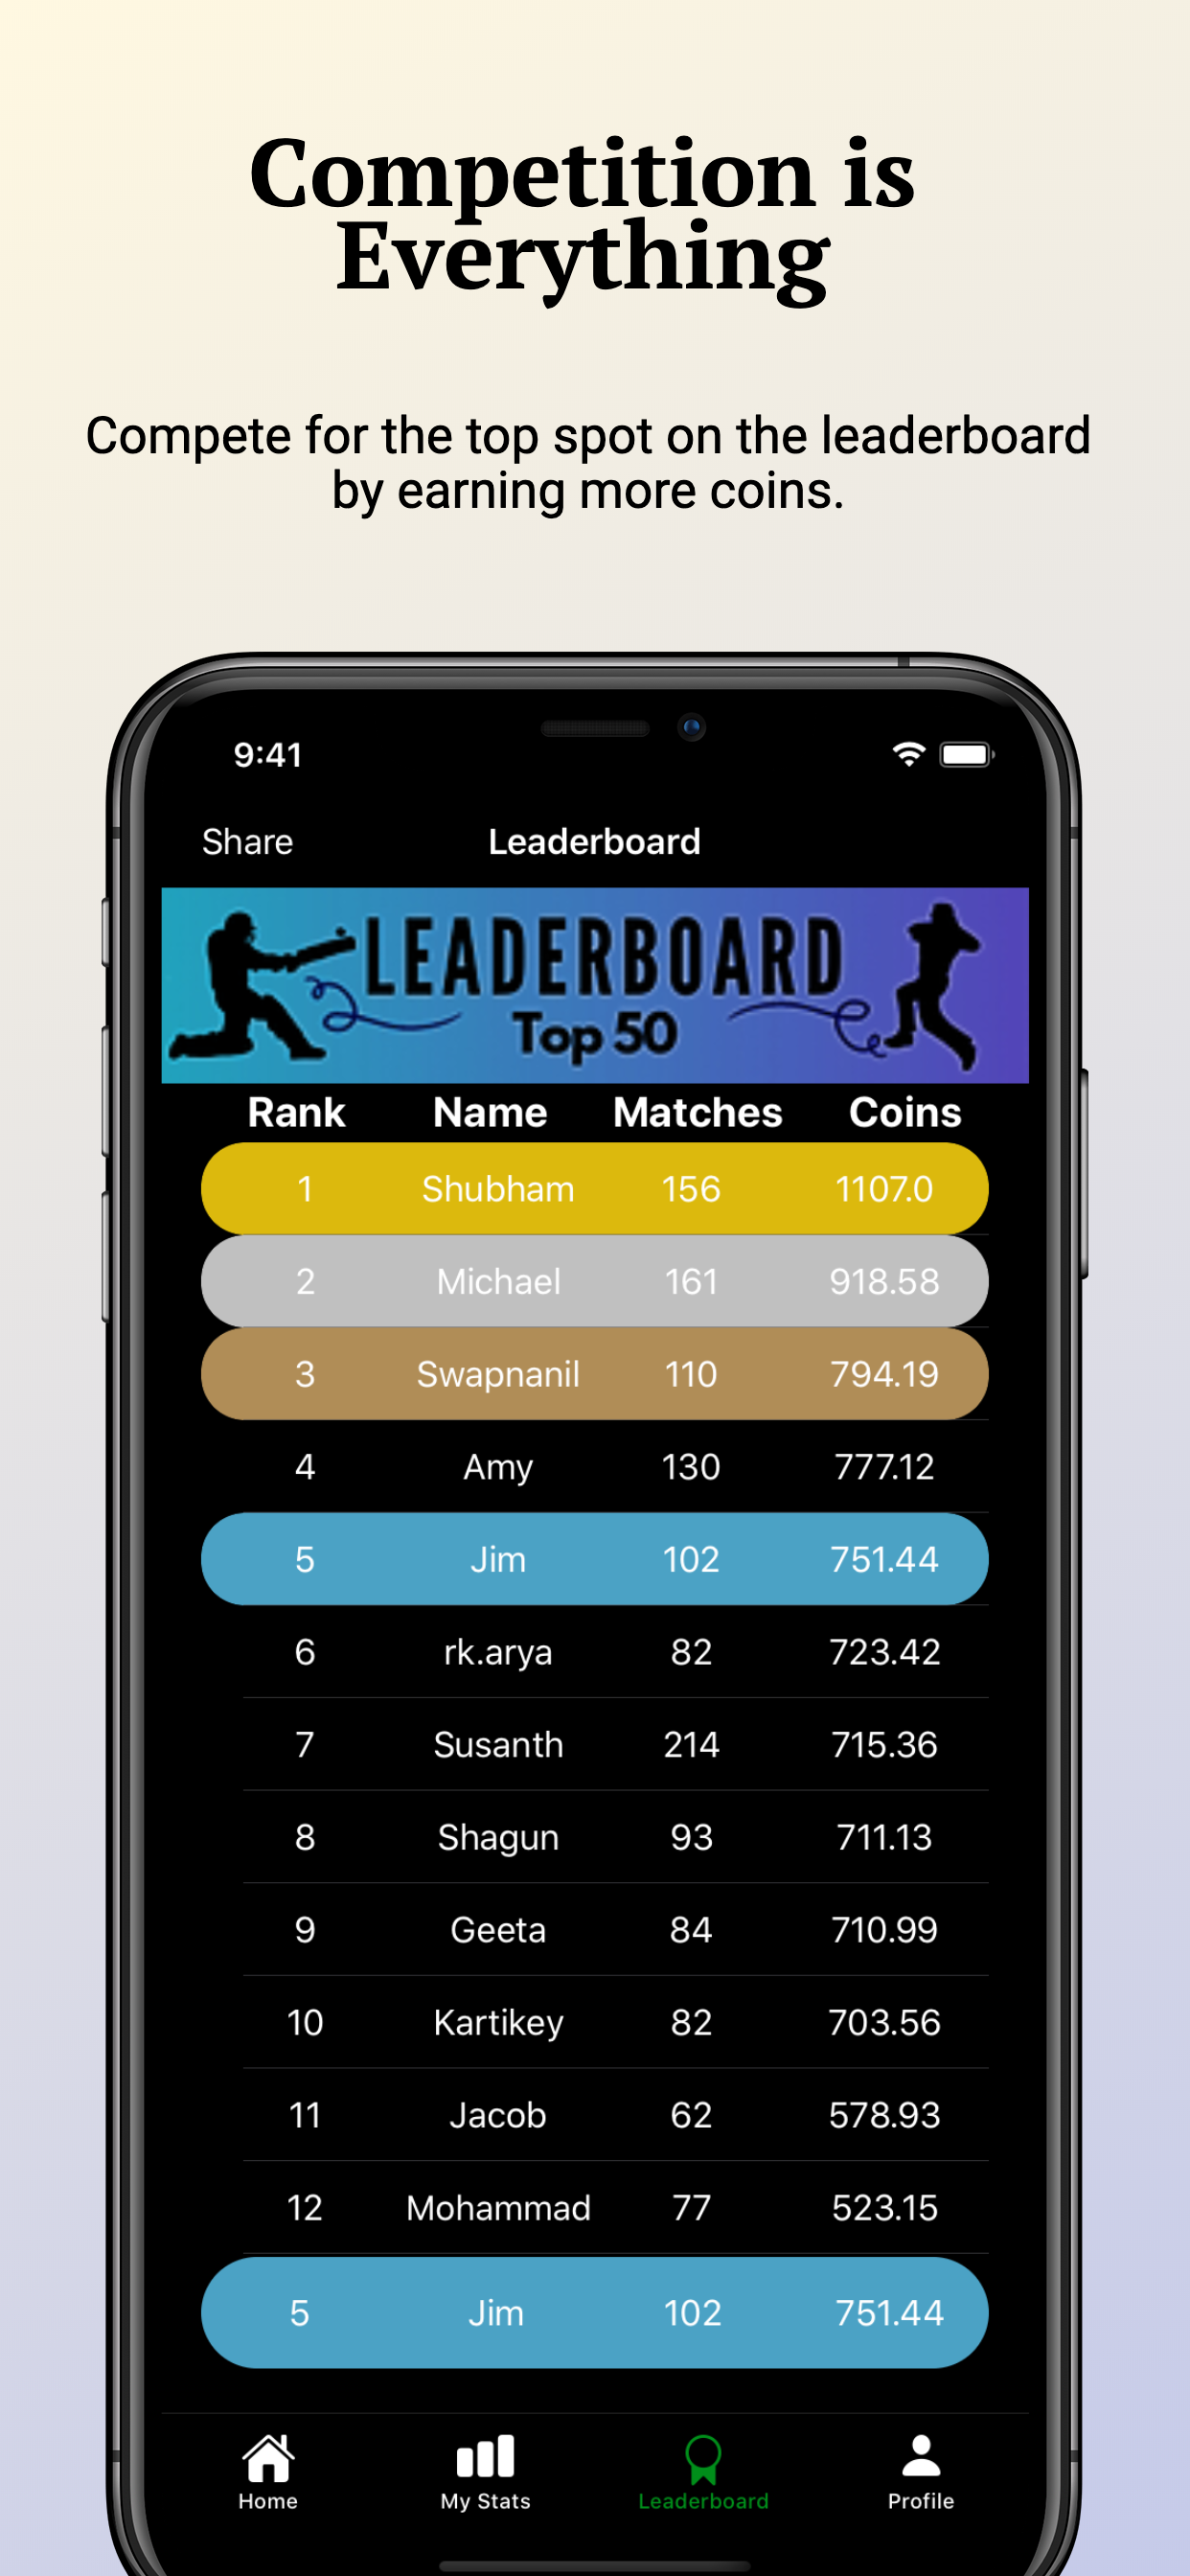 Competition is
Everything
Compete for the top spot on the leaderboard
by earning more coins.
9:41
Share Leaderboard
LEADERBOARD
Top 50
Rank Name Matches Coins
1 Shubham 156 1107.0
2 Michael 161 918.58
3 Swapnanil 110 794.19
4 Amy 130 777.12
5 Jim 102 751.44
6 rk.arya 82 723.42
7 Susanth 214 715.36
8 Shagun 93 711.13
9 Geeta 84 710.99
10 Kartikey 82 703.56
11 Jacob 62 578.93
12 Mohammad 77 523.15
5 Jim 102 751.44
Home My Stats Leaderboard Profile